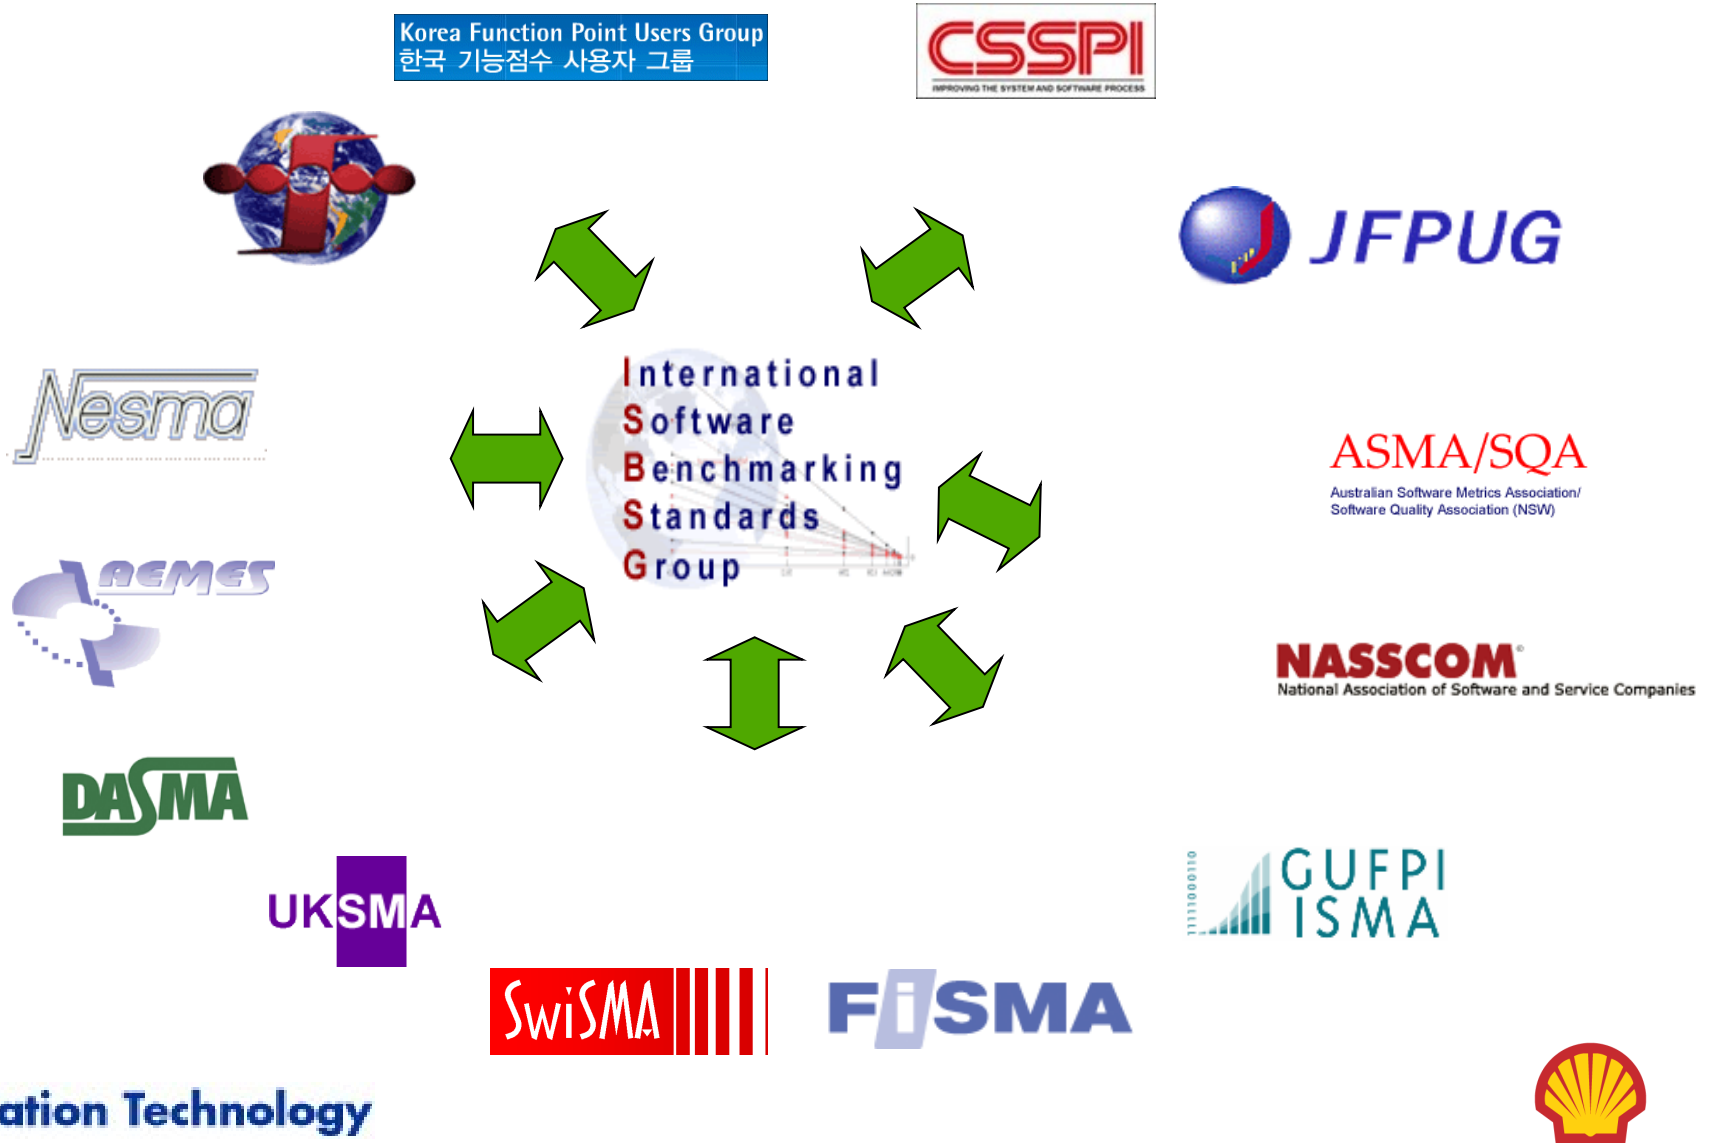 Korea Function Point Users Group
한국 기능점수 사용자 그룹
CSSPI
IMPROVING THE SYSTEM AND SOFTWARE PROCESS
JFPUG
International
Software
Benchmarking
Standards
Group
Nesma
ASMA/SQA
Australian Software Metrics Association/
Software Quality Association (NSW)
AEMES
NASSCOM
National Association of Software and Service Companies
DASMA
UKSMA
GUFPI
ISMA
SwiSMA
FiSMA
ation Technology